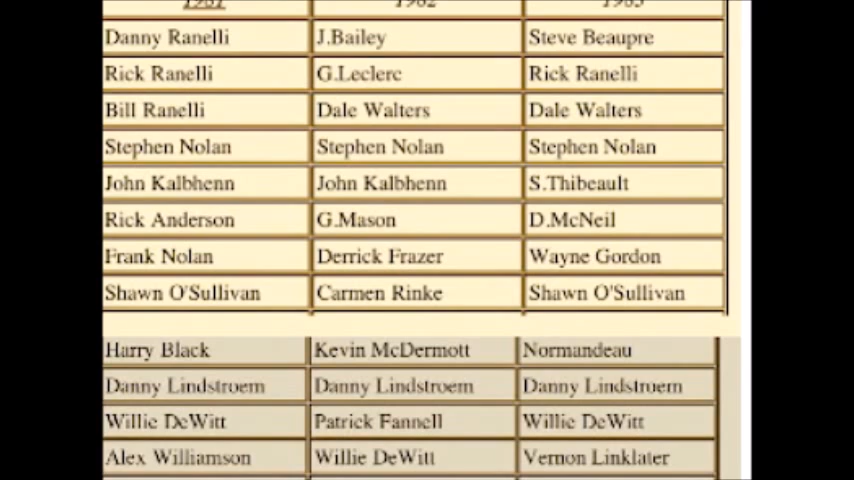 1981 1982 1983
Danny Ranelli J.Bailey Steve Beaupre
Rick Ranelli G.Leclerc Rick Ranelli
Bill Ranelli Dale Walters Dale Walters
Stephen Nolan Stephen Nolan Stephen Nolan
John Kalbhenn John Kalbhenn S.Thibeault
Rick Anderson G.Mason D.McNeil
Frank Nolan Derrick Frazer Wayne Gordon
Shawn O'Sullivan Carmen Rinke Shawn O'Sullivan
Harry Black Kevin McDermott Normandeau
Danny Lindstroem Danny Lindstroem Danny Lindstroem
Willie DeWitt Patrick Fannell Willie DeWitt
Alex Williamson Willie DeWitt Vernon Linklater